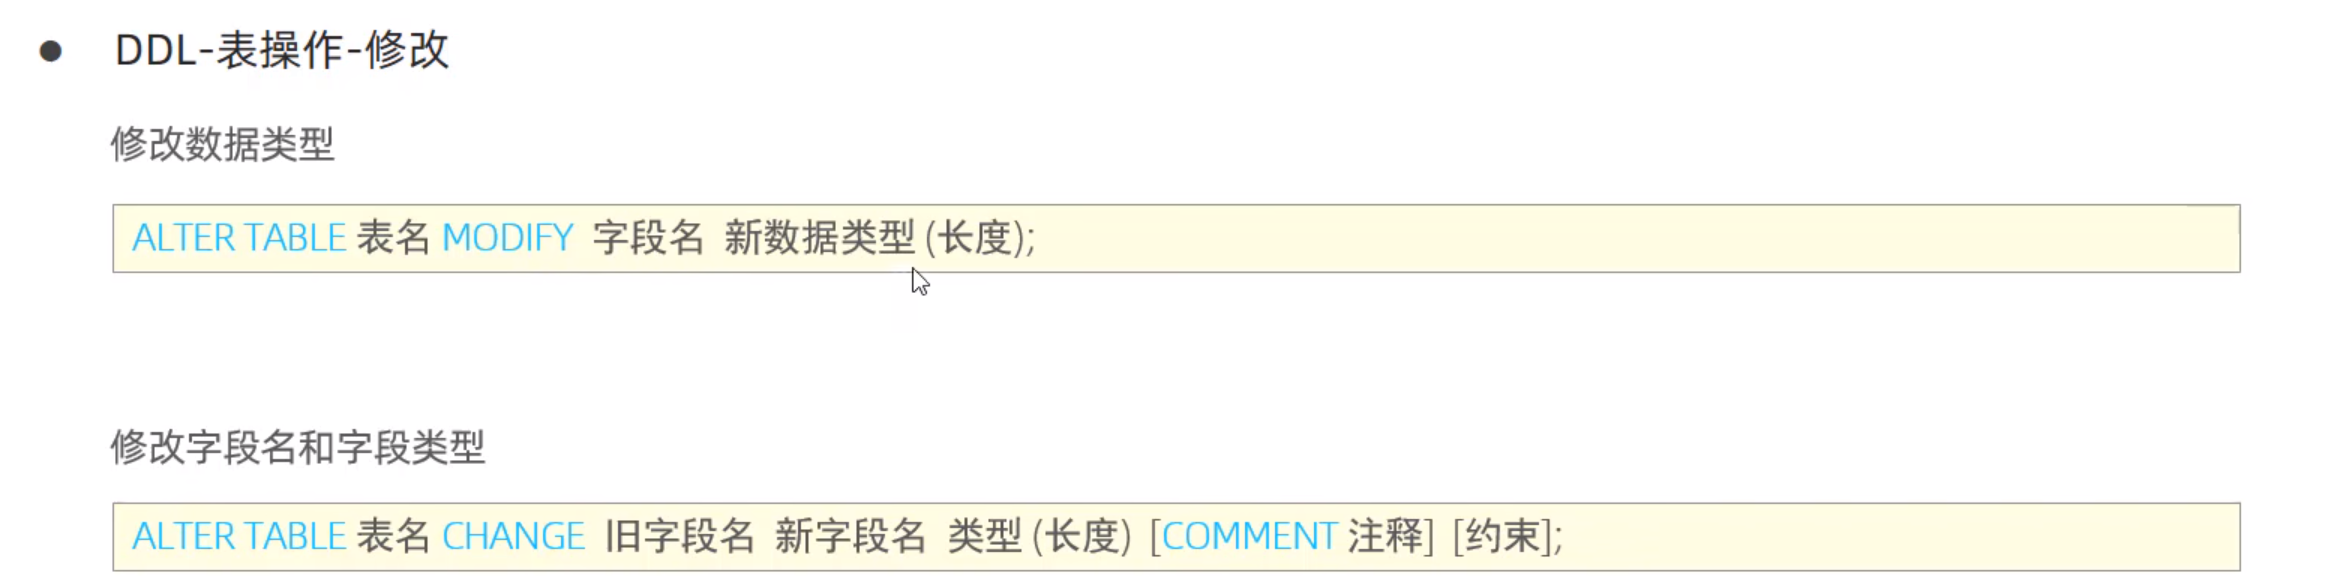 DDL-表操作-修改
修改数据类型
ALTER TABLE 表名 MODIFY 字段名 新数据类型 (长度);
修改字段名和字段类型
ALTER TABLE 表名 CHANGE 旧字段名 新字段名 类型 (长度) [COMMENT 注释] [约束];